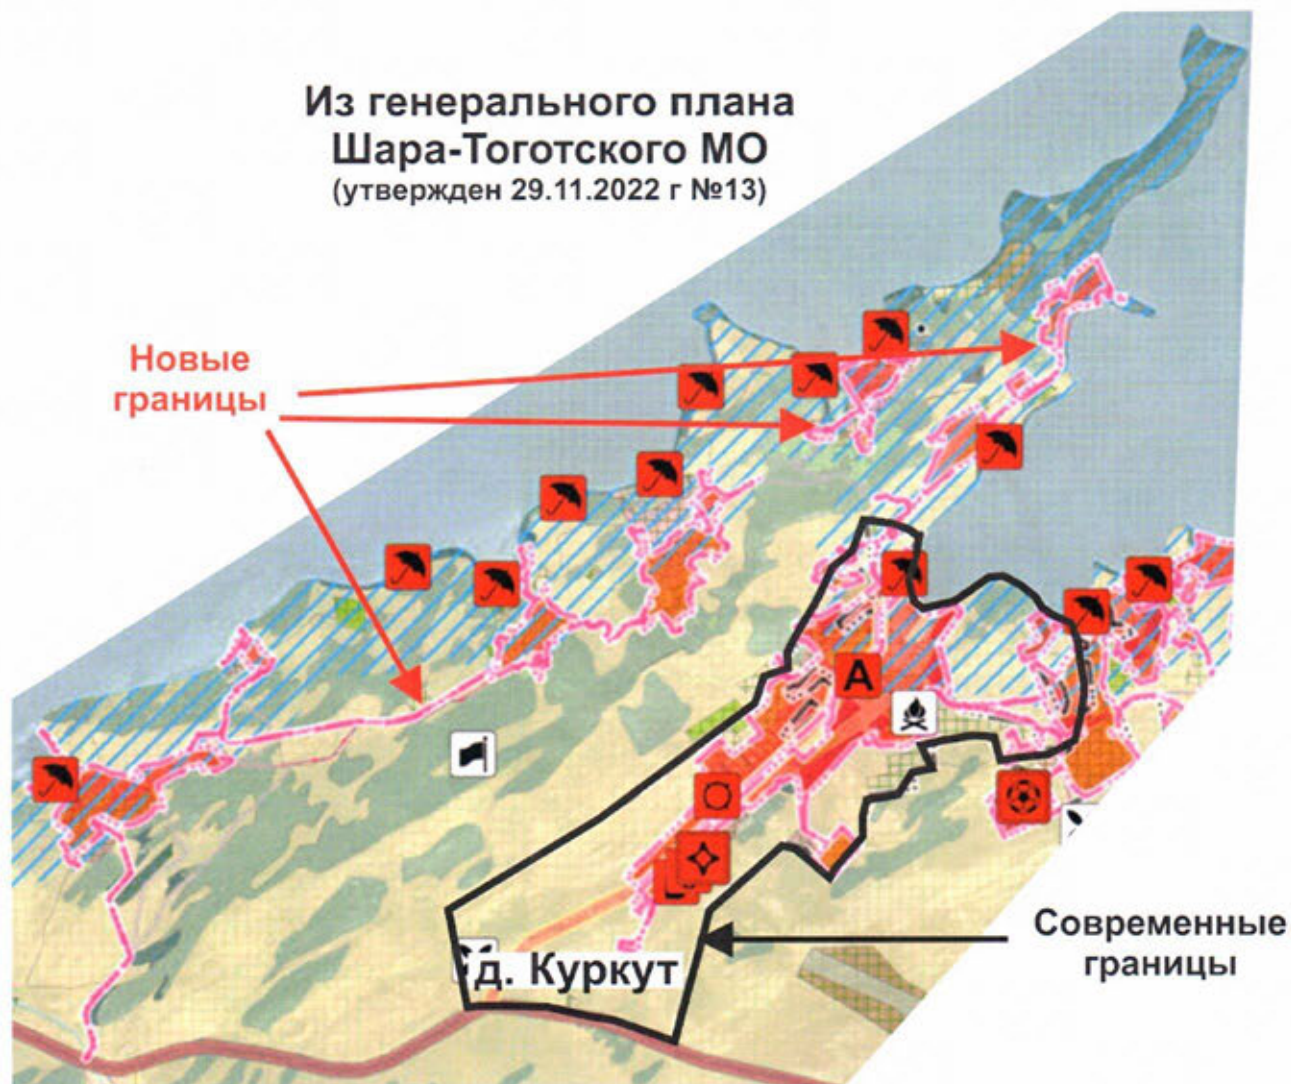 Из генерального плана
Шара-Тоготского МО
(утвержден 29.11.2022 г №13)
Новые
границы
А
д. Куркут
Современные
границы